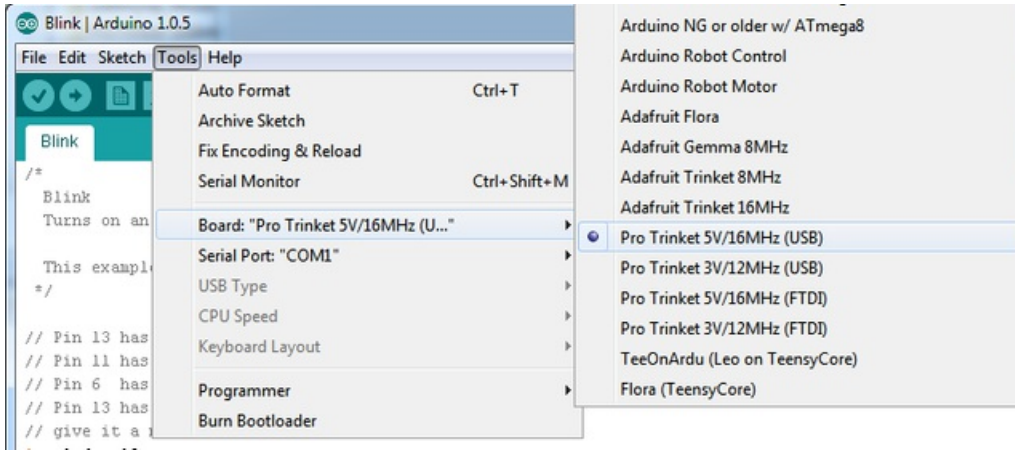 Blink | Arduino 1.0.5
File Edit Sketch Tools Help
Blink
/*
Blink
Turns on an
This example
*/
// Pin 13 has
// Pin 11 has
// Pin 6 has
// Pin 13 has
// give it a
Auto Format Ctrl+T
Archive Sketch
Fix Encoding & Reload
Serial Monitor Ctrl+Shift+M
Board: "Pro Trinket 5V/16MHz (U..."
Serial Port: "COM1"
USB Type
CPU Speed
Keyboard Layout
Programmer
Burn Bootloader
Arduino NG or older w/ ATmega8
Arduino Robot Control
Arduino Robot Motor
Adafruit Flora
Adafruit Gemma 8MHz
Adafruit Trinket 8MHz
Adafruit Trinket 16MHz
Pro Trinket 5V/16MHz (USB)
Pro Trinket 3V/12MHz (USB)
Pro Trinket 5V/16MHz (FTDI)
Pro Trinket 3V/12MHz (FTDI)
TeeOnArdu (Leo on TeensyCore)
Flora (TeensyCore)